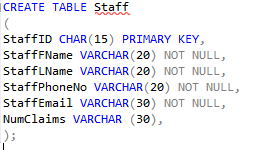 CREATE TABLE Staff
(
StaffID CHAR(15) PRIMARY KEY,
StaffFName VARCHAR(20) NOT NULL,
StaffLName VARCHAR(20) NOT NULL,
StaffPhoneNo VARCHAR(20) NOT NULL,
StaffEmail VARCHAR(30) NOT NULL,
NumClaims VARCHAR (30),
);